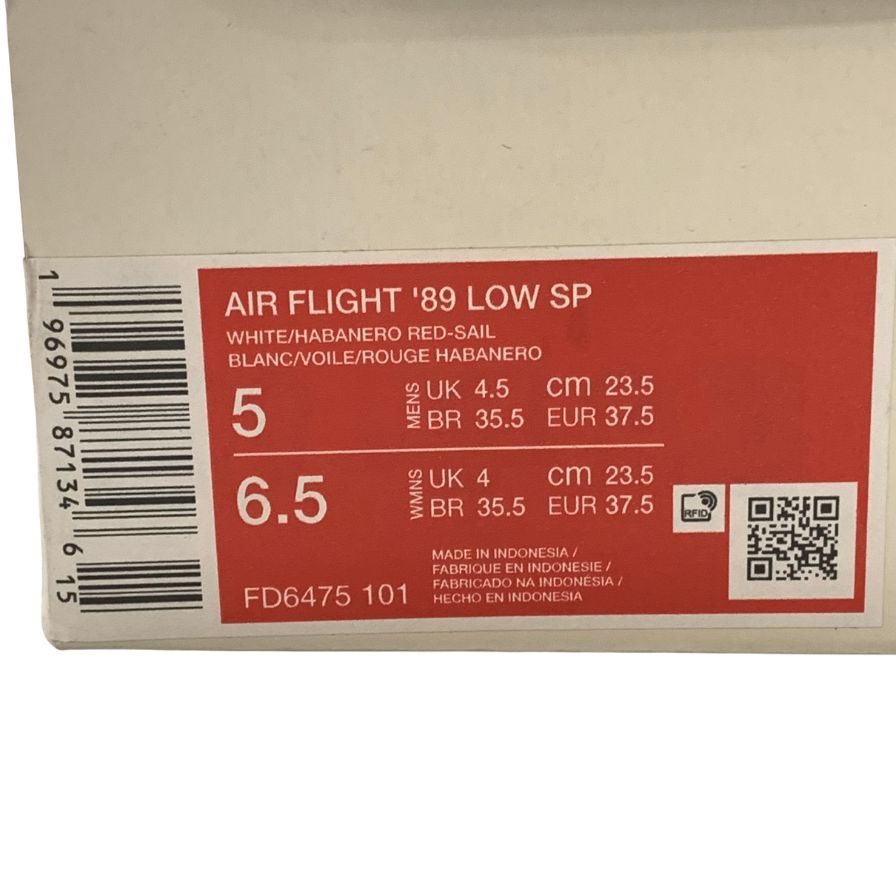 1 96975 87134 6 15
AIR FLIGHT '89 LOW SP
WHITE/HABANERO RED-SAIL
BLANC/VOILE/ROUGE HABANERO
5
MENS
UK 4.5 cm 23.5
BR 35.5 EUR 37.5
6.5
WMNS
UK 4 cm 23.5
BR 35.5 EUR 37.5
RFID
FD6475 101
MADE IN INDONESIA /
FABRIQUE EN INDONESIE /
FABRICADO NA INDONÉSIA /
HECHO EN INDONESIA